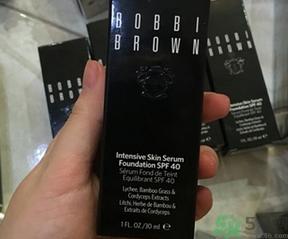 BOBBI
BROWN
Intensive Skin Serum
Foundation SPF 40
Sérum Fond de Teint
Equilibrant SPF 40
Lychee, Bamboo Grass &
Cordyceps Extracts
Litchi, Herbe de Bambou &
Extraits de Cordyceps
1 FL. OZ./30 ml ℮